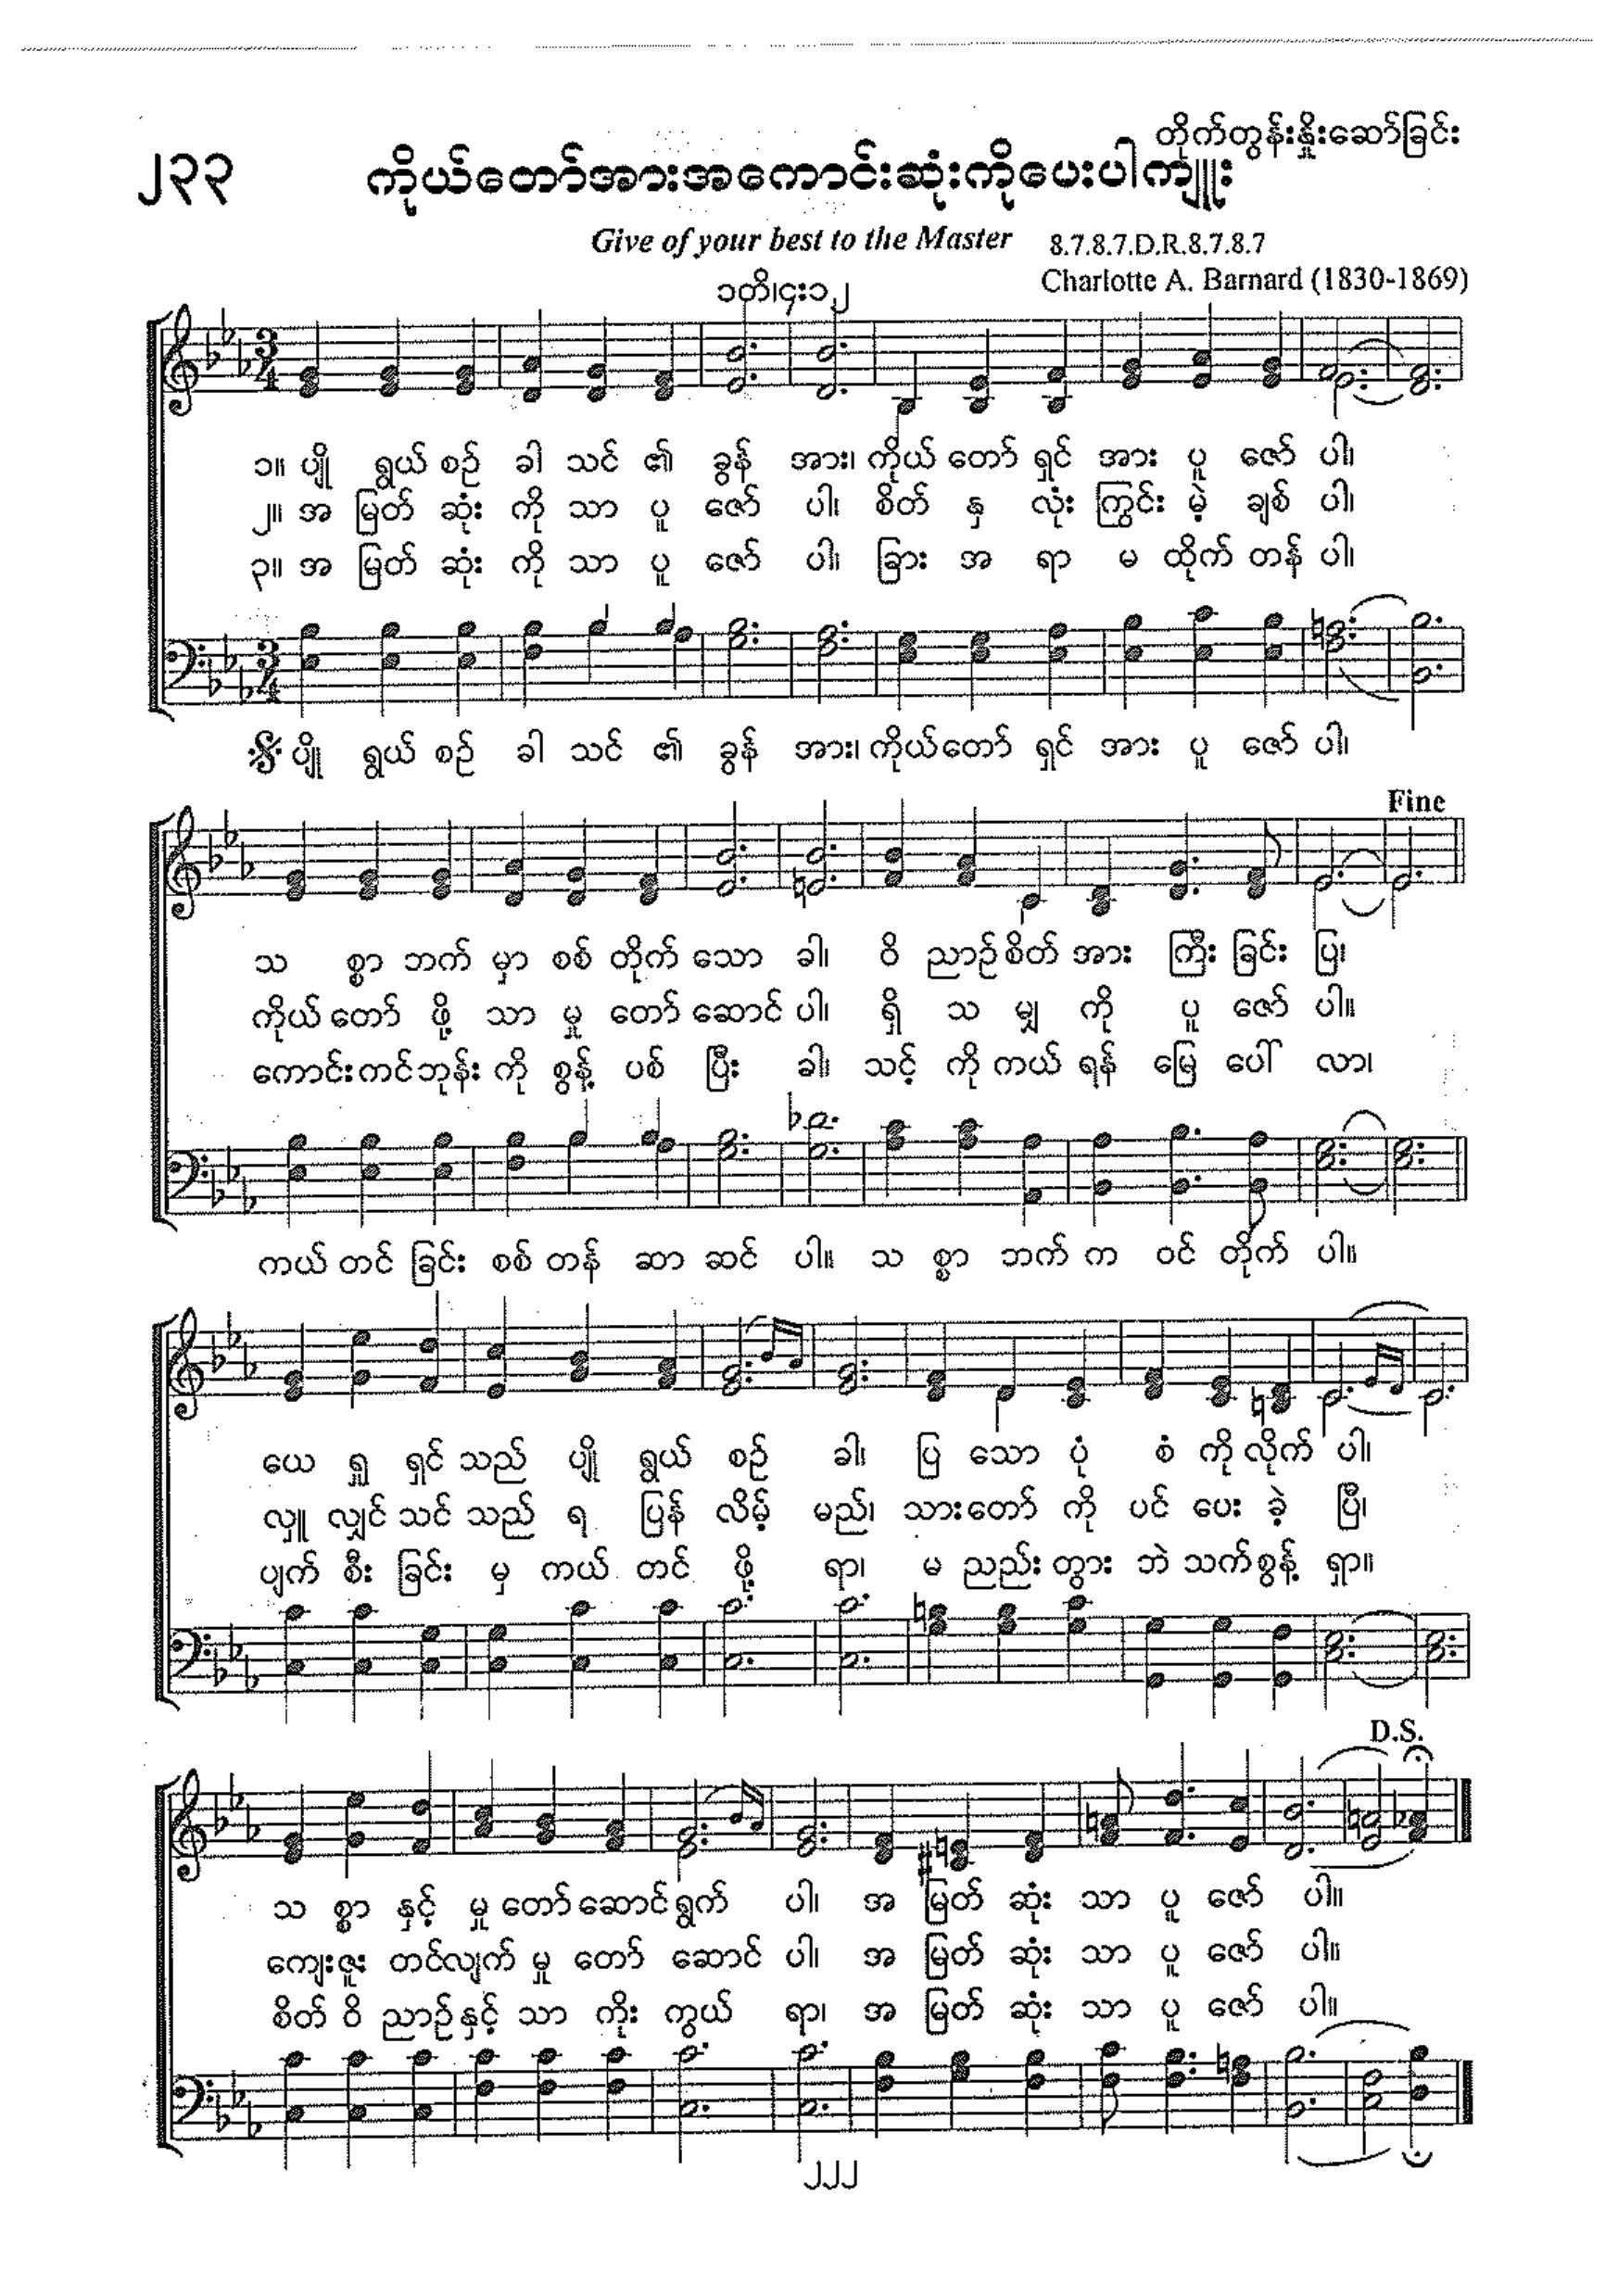 တိုက်တွန်းနှိုးဆော်ခြင်း
၂၃၃ ကိုယ်တော်အားအကောင်းဆုံးကိုပေးပါကျူး
Give of your best to the Master 8.7.8.7.D.R.8.7.8.7
၁တိ၊၄း၁၂ Charlotte A. Barnard (1830-1869)
၁။ ပျို ရွယ် စဉ် ခါ သင် ၏ ခွန် အား၊ ကိုယ် တော် ရှင် အား ပူ ဇော် ပါ၊
၂။ အ မြတ် ဆုံး ကို သာ ပူ ဇော် ပါ၊ စိတ် နှ လုံး ကြွင်း မဲ့ ချစ် ပါ၊
၃။ အ မြတ် ဆုံး ကို သာ ပူ ဇော် ပါ။ ခြား အ ရာ မ ထိုက် တန် ပါ၊
ပျို ရွယ် စဉ် ခါ သင် ၏ ခွန် အား၊ ကိုယ်တော် ရှင် အား ပူ ဇော် ပါ၊
Fine
သ စ္စာ ဘက် မှာ စစ် တိုက် သော ခါ၊ ဝိ ညာဉ်စိတ် အား ကြီး ခြင်း ပြ၊
ကိုယ် တော် ဖို့ သာ မှု တော် ဆောင် ပါ၊ ရှိ သ မျှ ကို ပူ ဇော် ပါ။
ကောင်းကင်ဘုန်း ကို စွန့် ပစ် ပြီး ခါ။ သင့် ကို ကယ် ရန် မြေ ပေါ် လာ၊
ကယ် တင် ခြင်း စစ် တန် ဆာ ဆင် ပါ။ သ စ္စာ ဘက် က ဝင် တိုက် ပါ။
ယေ ရှု ရှင် သည် ပျို ရွယ် စဉ် ခါ၊ ပြ သော ပုံ စံ ကို လိုက် ပါ၊
လှူ လျှင် သင် သည် ရ ပြန် လိမ့် မည်၊ သားတော် ကို ပင် ပေး ခဲ့ ပြီ၊
ပျက် စီး ခြင်း မှ ကယ် တင် ဖို့ ရာ၊ မ ညည်း တွား ဘဲ သက်စွန့် ရှာ။
D.S.
သ စ္စာ နှင့် မှု တော် ဆောင် ရွက် ပါ၊ အ မြတ် ဆုံး သာ ပူ ဇော် ပါ။
ကျေးဇူး တင်လျက် မှု တော် ဆောင် ပါ၊ အ မြတ် ဆုံး သာ ပူ ဇော် ပါ။
စိတ် ဝိ ညာဉ်နှင့် သာ ကိုး ကွယ် ရာ၊ အ မြတ် ဆုံး သာ ပူ ဇော် ပါ။
၂၂၂